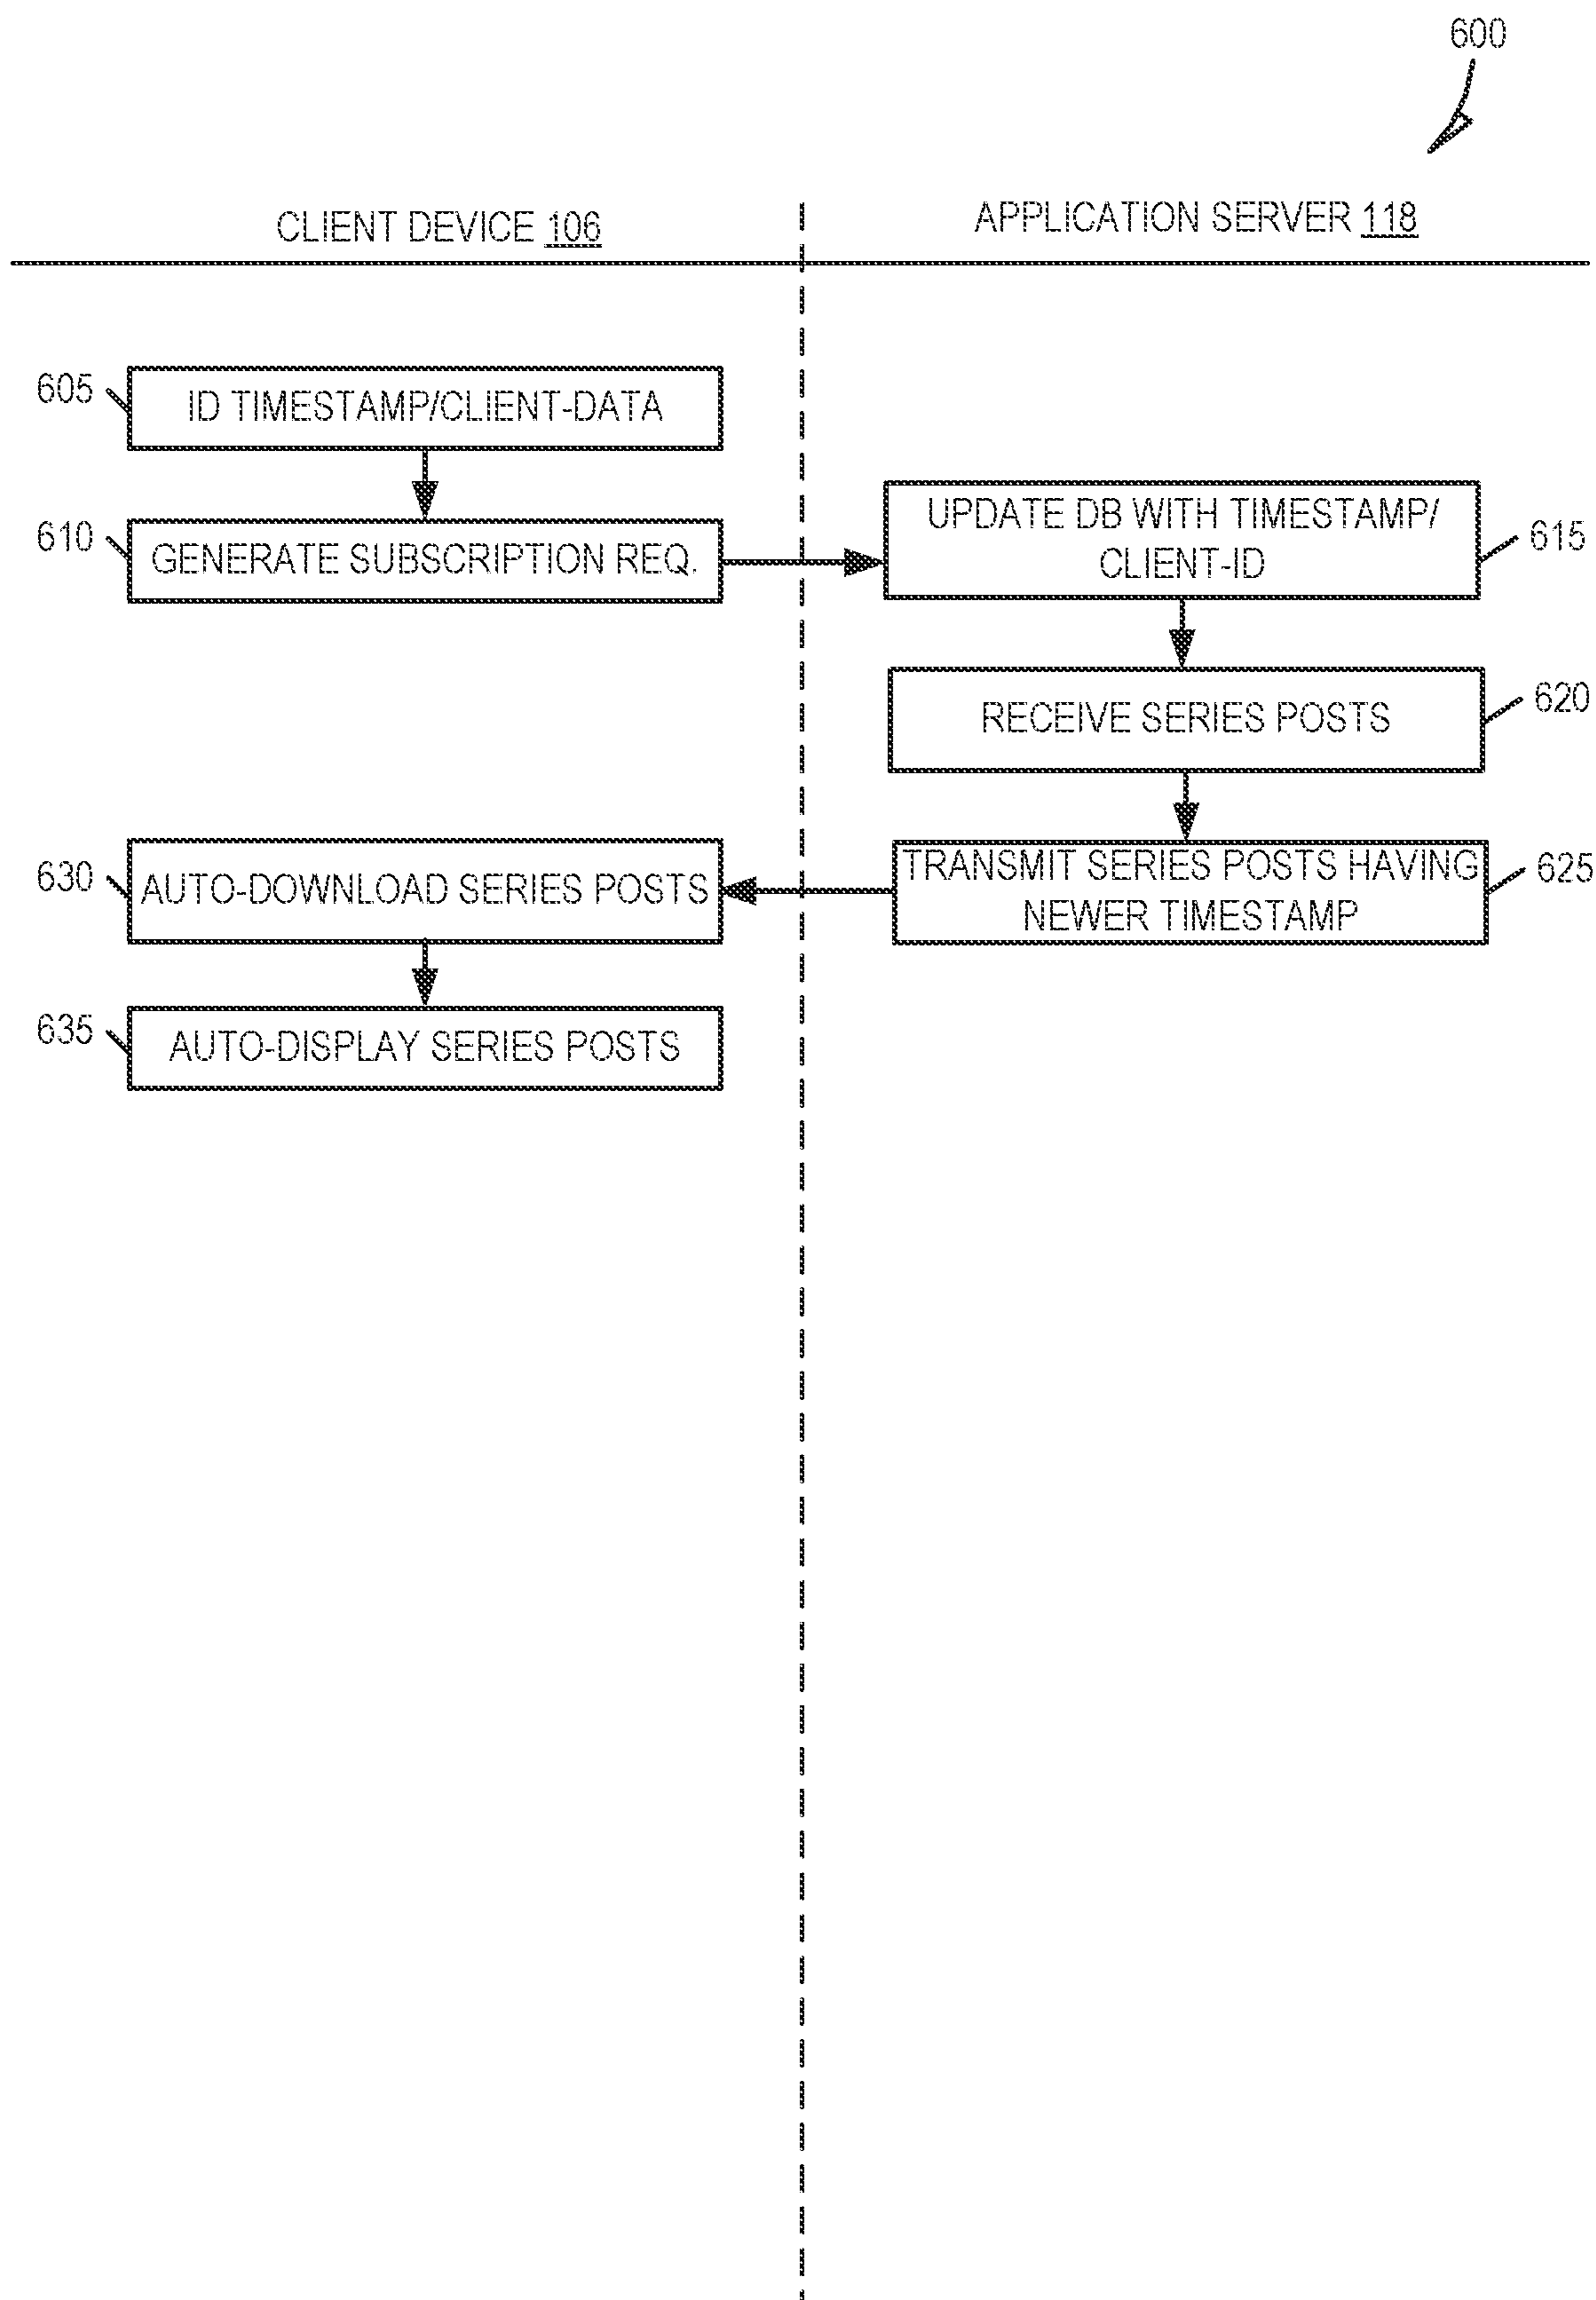 600
CLIENT DEVICE 106
APPLICATION SERVER 118
605
ID TIMESTAMP/CLIENT-DATA
610
GENERATE SUBSCRIPTION REQ.
UPDATE DB WITH TIMESTAMP/
CLIENT-ID
615
RECEIVE SERIES POSTS
620
630
AUTO-DOWNLOAD SERIES POSTS
TRANSMIT SERIES POSTS HAVING
NEWER TIMESTAMP
625
635
AUTO-DISPLAY SERIES POSTS